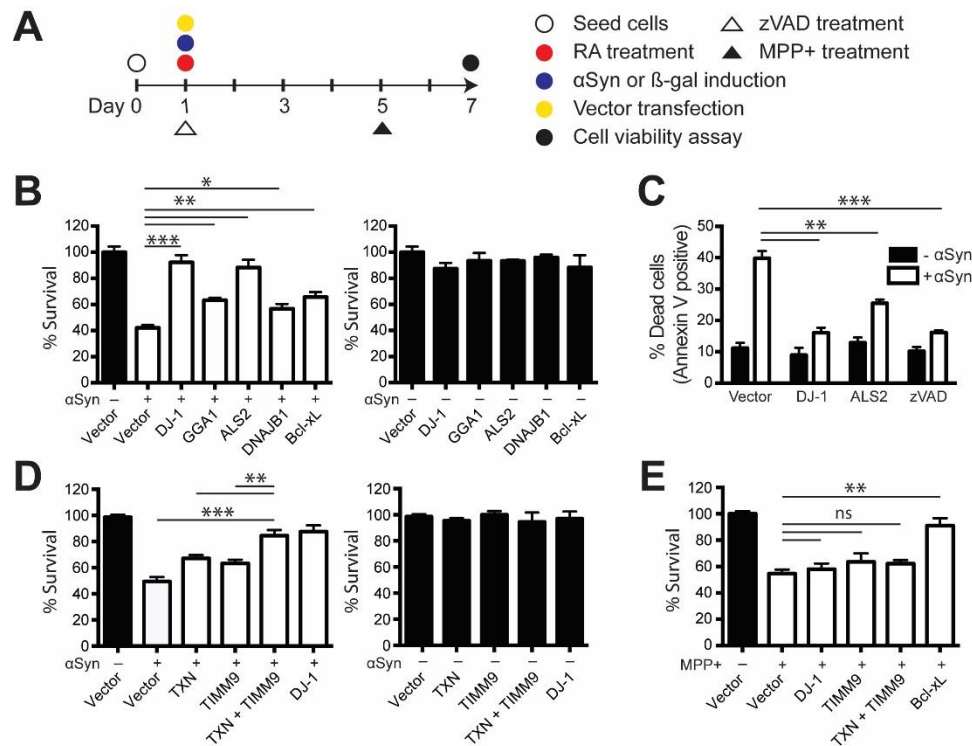 A
Seed cells
zVAD treatment
RA treatment
MPP+ treatment
αSyn or ß-gal induction
Vector transfection
Cell viability assay
Day 0 1 3 5 7
B
*
**
***
% Survival
120
100
80
60
40
20
0
αSyn – + + + + + +
Vector Vector DJ-1 GGA1 ALS2 DNAJB1 Bcl-xL
% Survival
120
100
80
60
40
20
0
αSyn – – – – – –
Vector DJ-1 GGA1 ALS2 DNAJB1 Bcl-xL
C
***
**
- αSyn
+ αSyn
% Dead cells
(Annexin V positive)
50
40
30
20
10
0
Vector DJ-1 ALS2 zVAD
D
**
***
% Survival
120
100
80
60
40
20
0
αSyn – + + + + +
Vector Vector TXN TIMM9 TXN + TIMM9 DJ-1
% Survival
120
100
80
60
40
20
0
αSyn – – – – –
Vector TXN TIMM9 TXN + TIMM9 DJ-1
E
**
ns
% Survival
120
100
80
60
40
20
0
MPP+ – + + + + +
Vector Vector DJ-1 TIMM9 TXN + TIMM9 Bcl-xL